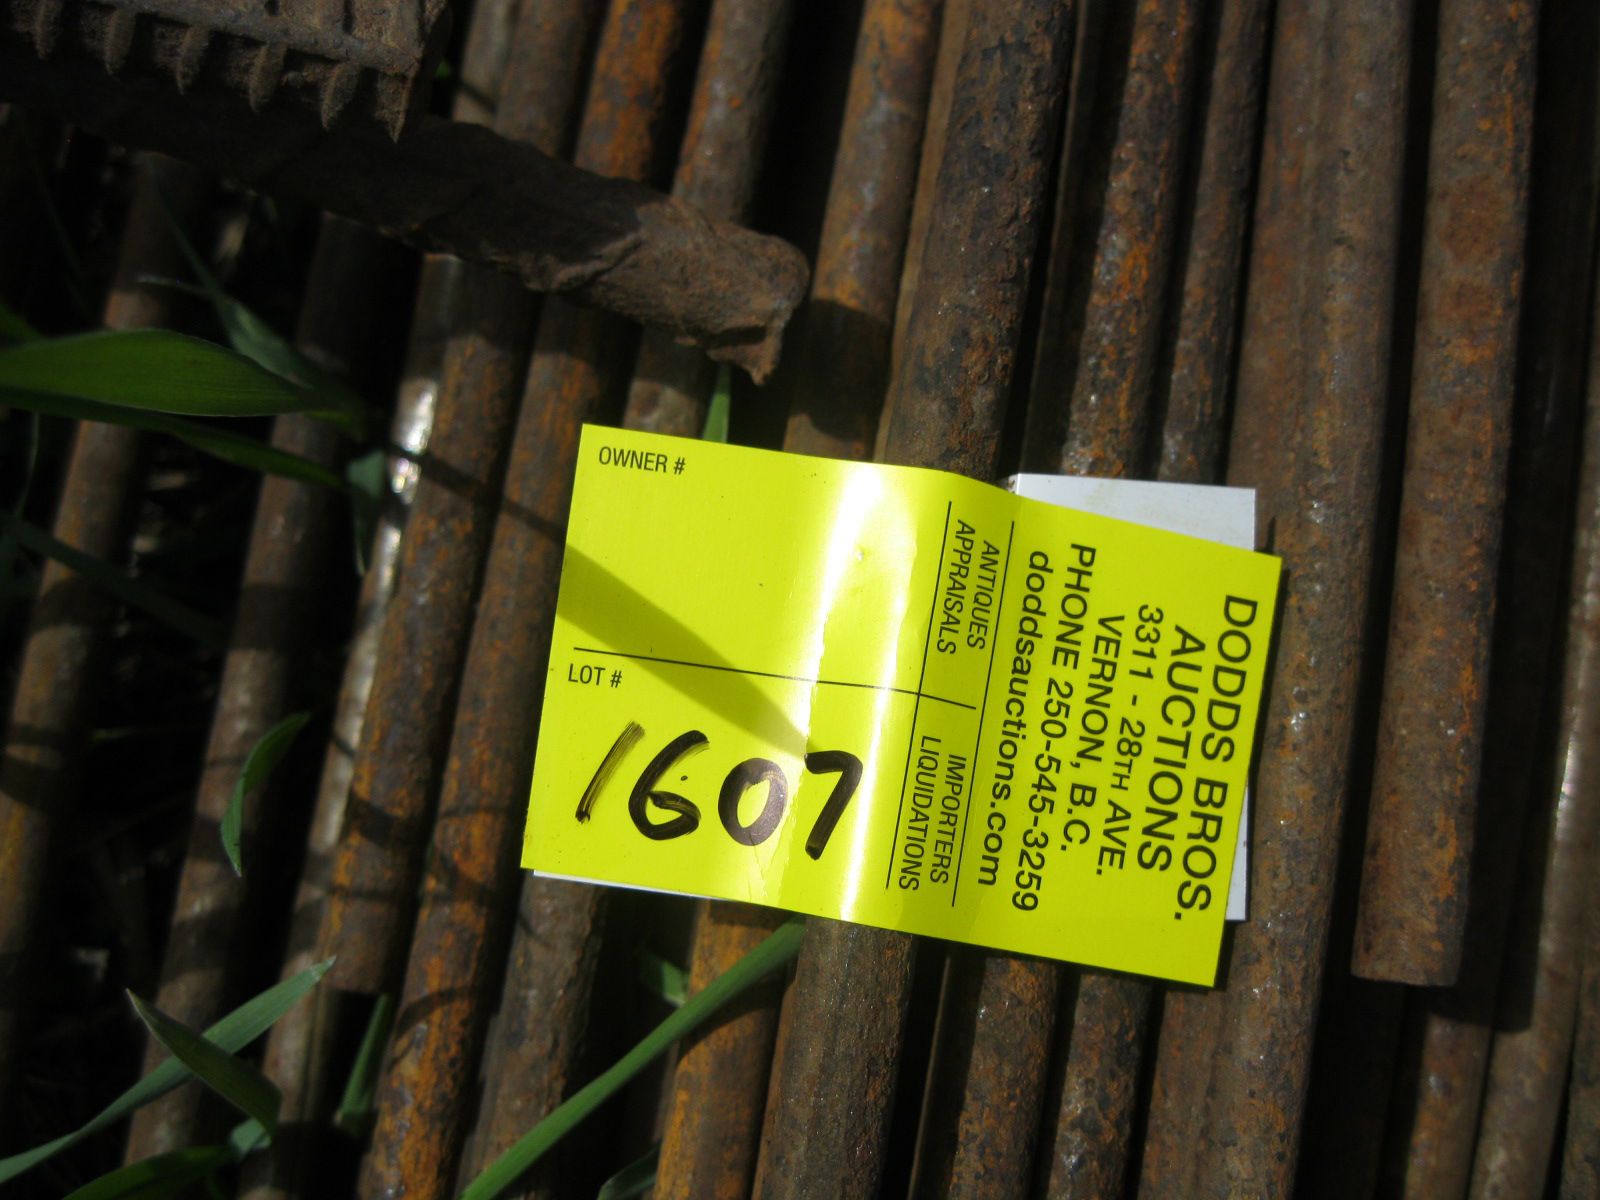 DODDS BROS.
AUCTIONS
3311 - 28TH AVE.
VERNON, B.C.
PHONE 250-545-3259
doddsauctions.com
ANTIQUES
APPRAISALS
IMPORTERS
LIQUIDATIONS
OWNER #
LOT #
1607